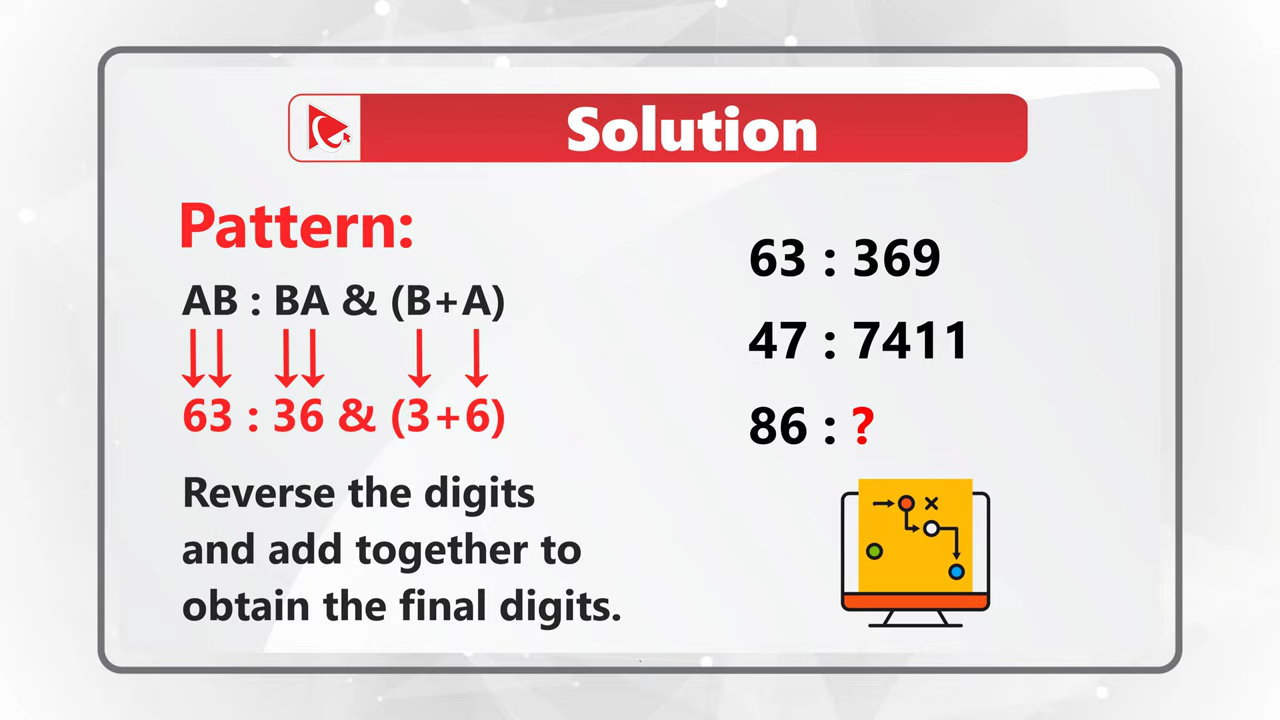 Solution
Pattern:
AB : BA & (B+A)
63 : 36 & (3+6)
Reverse the digits
and add together to
obtain the final digits.
63 : 369
47 : 7411
86 : ?